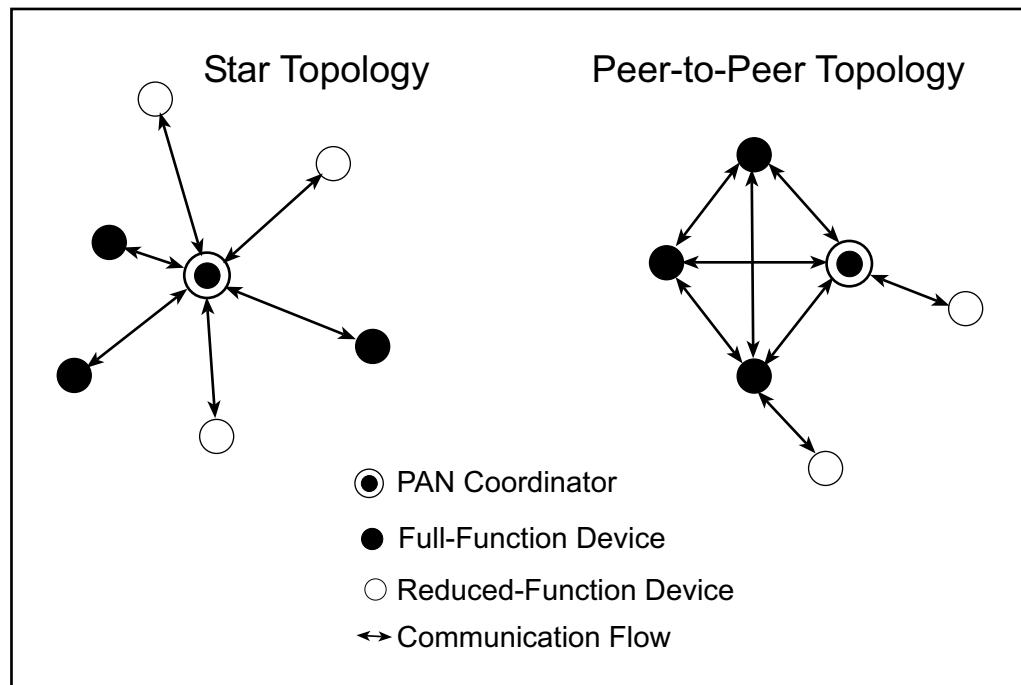 Star Topology
Peer-to-Peer Topology
PAN Coordinator
Full-Function Device
Reduced-Function Device
Communication Flow